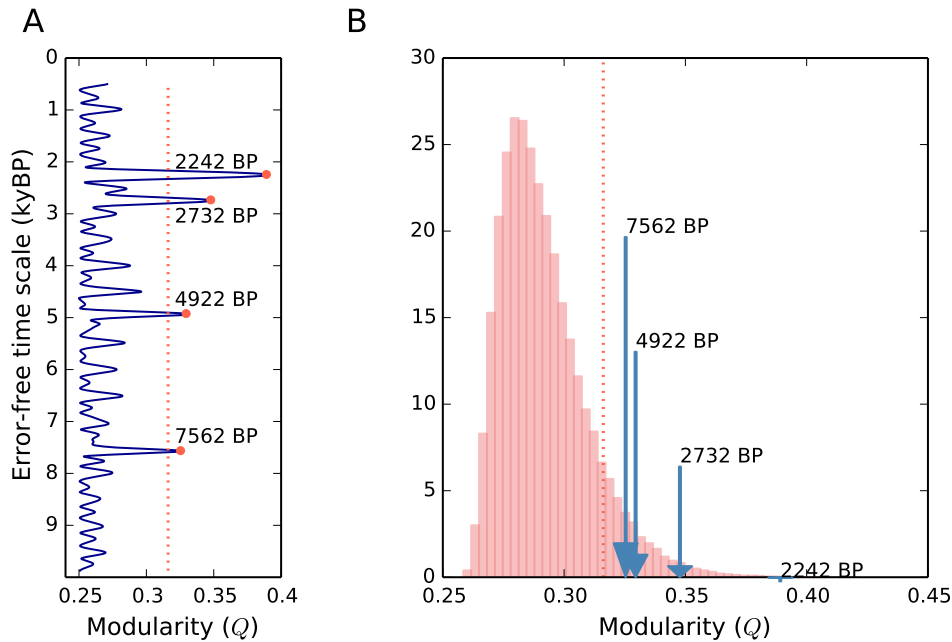 A
0
1
2
3
4
5
6
7
8
9
0.25
0.3
0.35
0.4
Error-free time scale (kyBP)
Modularity (Q)
2242 BP
2732 BP
4922 BP
7562 BP
B
30
25
20
15
10
5
0
0.25
0.30
0.35
0.40
0.45
Modularity (Q)
7562 BP
4922 BP
2732 BP
2242 BP